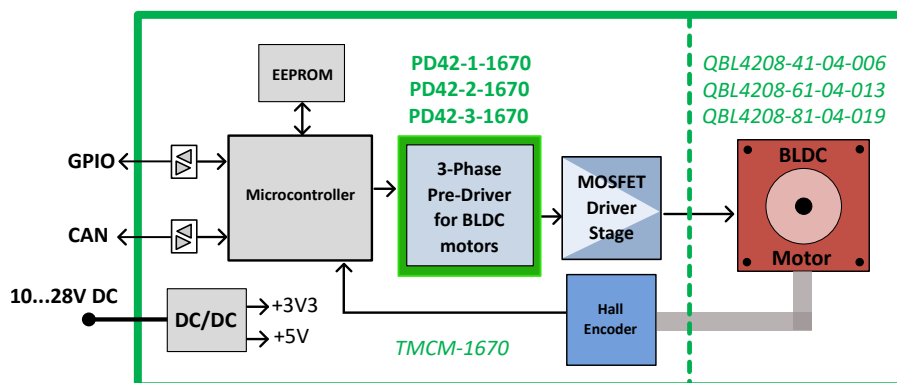 EEPROM
PD42-1-1670
PD42-2-1670
PD42-3-1670
QBL4208-41-04-006
QBL4208-61-04-013
QBL4208-81-04-019
GPIO
CAN
Microcontroller
3-Phase
Pre-Driver
for BLDC
motors
MOSFET
Driver
Stage
BLDC
Motor
10...28V DC
DC/DC
+3V3
+5V
Hall
Encoder
TMCM-1670